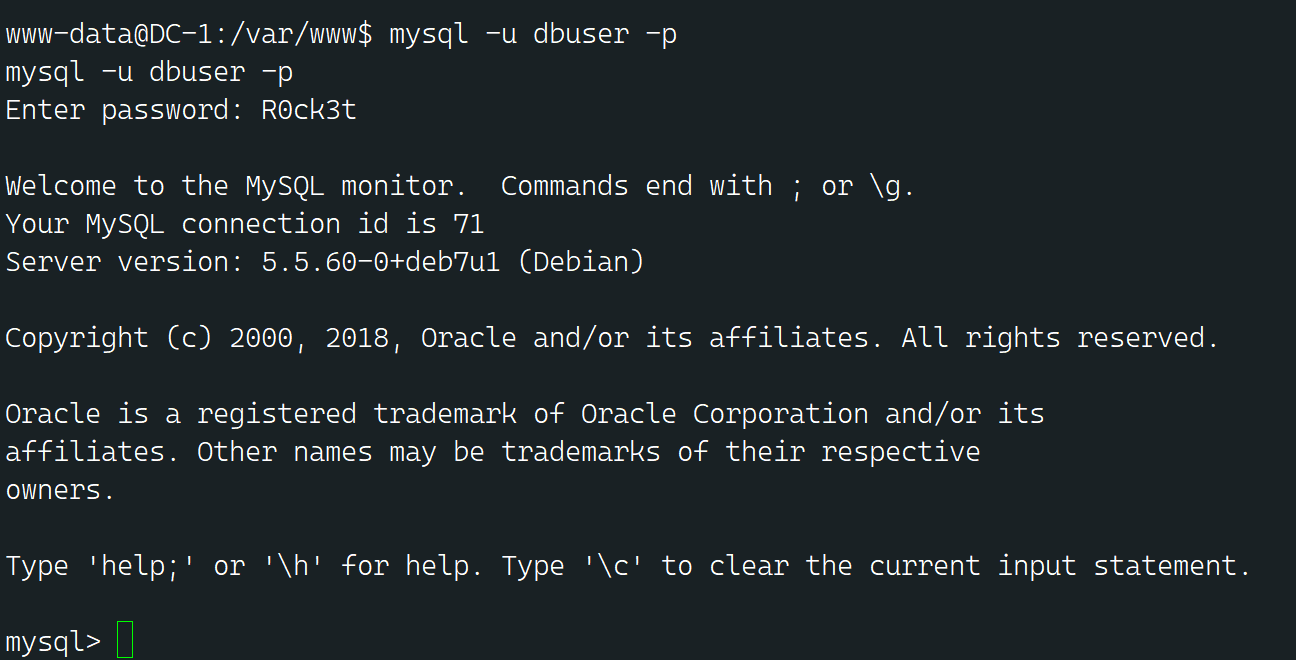 www-data@DC-1:/var/www$ mysql -u dbuser -p
mysql -u dbuser -p
Enter password: R0ck3t
Welcome to the MySQL monitor.  Commands end with ; or \g.
Your MySQL connection id is 71
Server version: 5.5.60-0+deb7u1 (Debian)
Copyright (c) 2000, 2018, Oracle and/or its affiliates. All rights reserved.
Oracle is a registered trademark of Oracle Corporation and/or its
affiliates. Other names may be trademarks of their respective
owners.
Type 'help;' or '\h' for help. Type '\c' to clear the current input statement.
mysql>